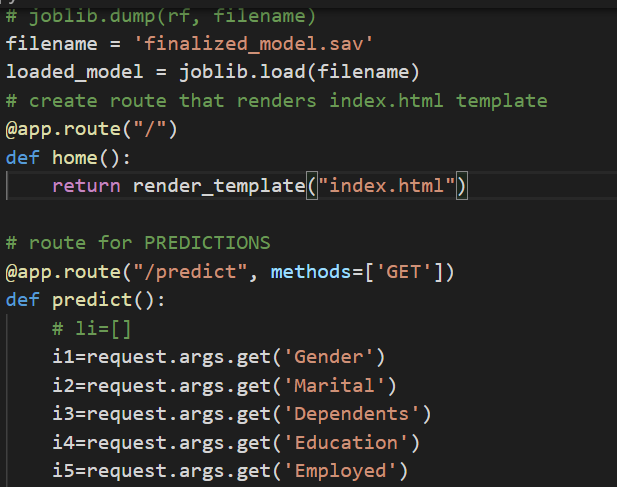 # joblib.dump(rf, filename)
filename = 'finalized_model.sav'
loaded_model = joblib.load(filename)
# create route that renders index.html template
@app.route("/")
def home():
    return render_template("index.html")

# route for PREDICTIONS
@app.route("/predict", methods=['GET'])
def predict():
    # li=[]
    i1=request.args.get('Gender')
    i2=request.args.get('Marital')
    i3=request.args.get('Dependents')
    i4=request.args.get('Education')
    i5=request.args.get('Employed')